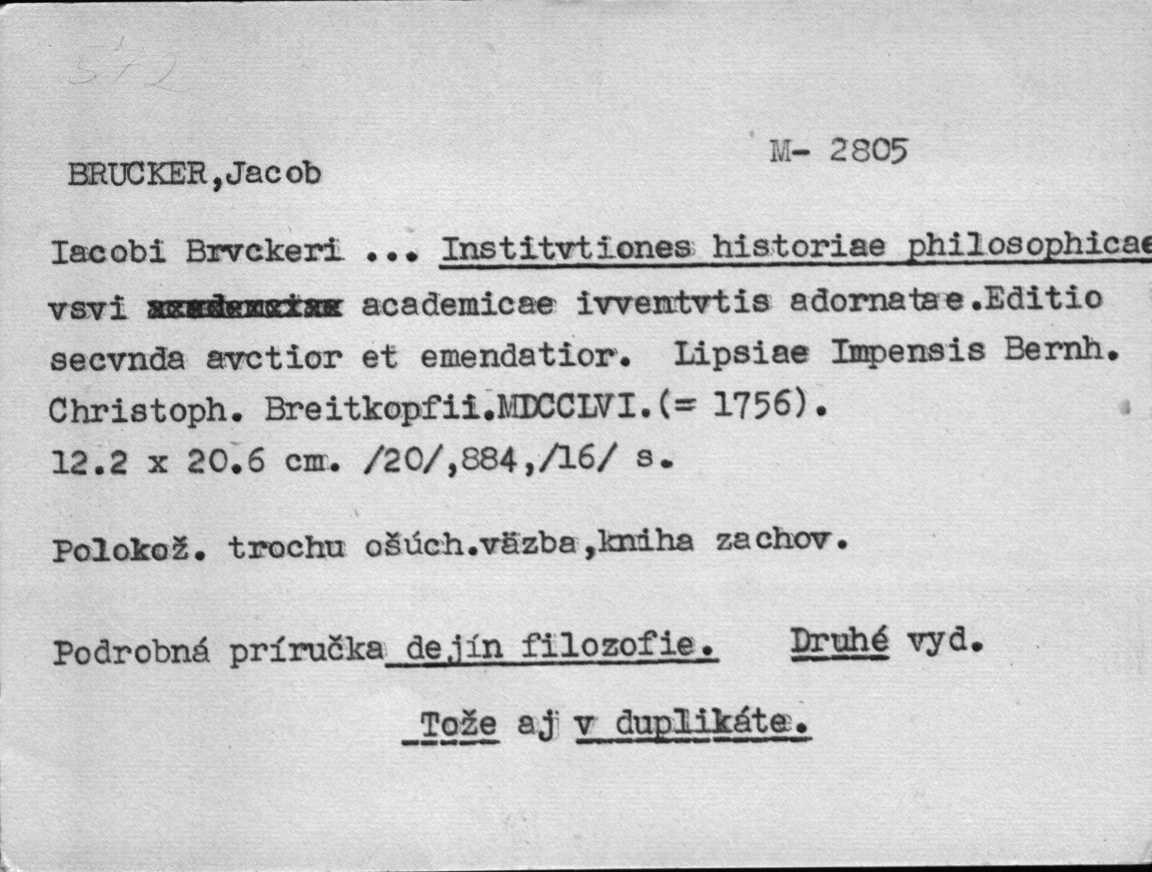 512
M- 2805
BRUCKER,Jacob
Iacobi Brvckeri ... Institvtiones historiae philosophicae
vsvi academicae ivventvtis adornatae.Editio
secvnda avctior et emendatior. Lipsiae Impensis Bernh.
Christoph. Breitkopfii.MDCCLVI.(= 1756).
12.2 x 20.6 cm. /20/,884,/16/ s.
Polokož. trochu ošúch.väzba,kniha zachov.
Podrobná príručka dejín filozofie. Druhé vyd.
Tože aj v duplikáte.